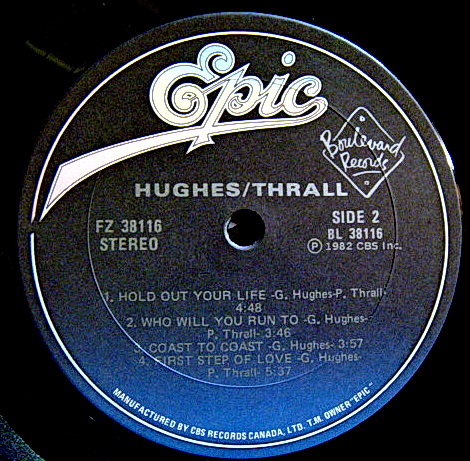 Epic
Boulevard
Records
HUGHES/THRALL
FZ 38116
STEREO
SIDE 2
BL 38116
Ⓟ 1982 CBS Inc.
1. HOLD OUT YOUR LIFE -G. Hughes-P. Thrall-
4:48
2. WHO WILL YOU RUN TO -G. Hughes-
P. Thrall- 3:46
3. COAST TO COAST -G. Hughes- 3:57
4. FIRST STEP OF LOVE -G. Hughes-
P. Thrall- 5:37
MANUFACTURED BY CBS RECORDS CANADA, LTD. T.M. OWNER "EPIC"